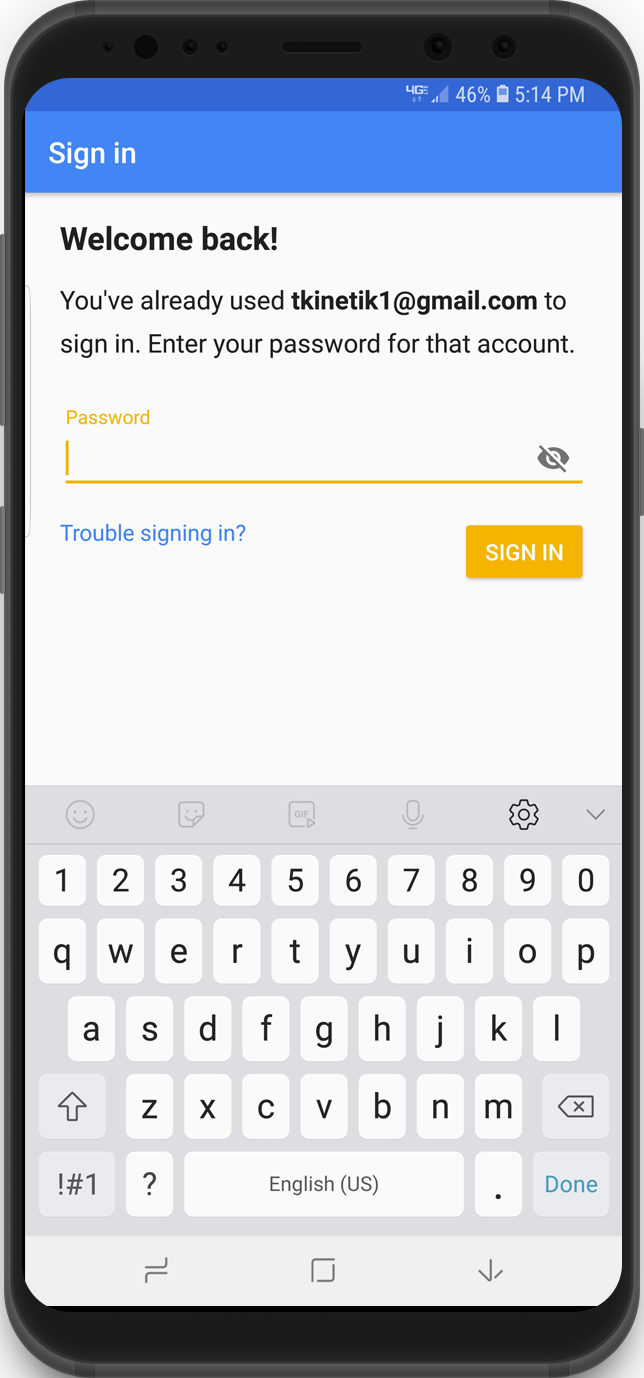 4G 46% 5:14 PM
Sign in
Welcome back!
You've already used tkinetik1@gmail.com to
sign in. Enter your password for that account.
Password
Trouble signing in?
SIGN IN
GIF
1 2 3 4 5 6 7 8 9 0
q w e r t y u i o p
a s d f g h j k l
z x c v b n m
!#1 ? English (US) . Done